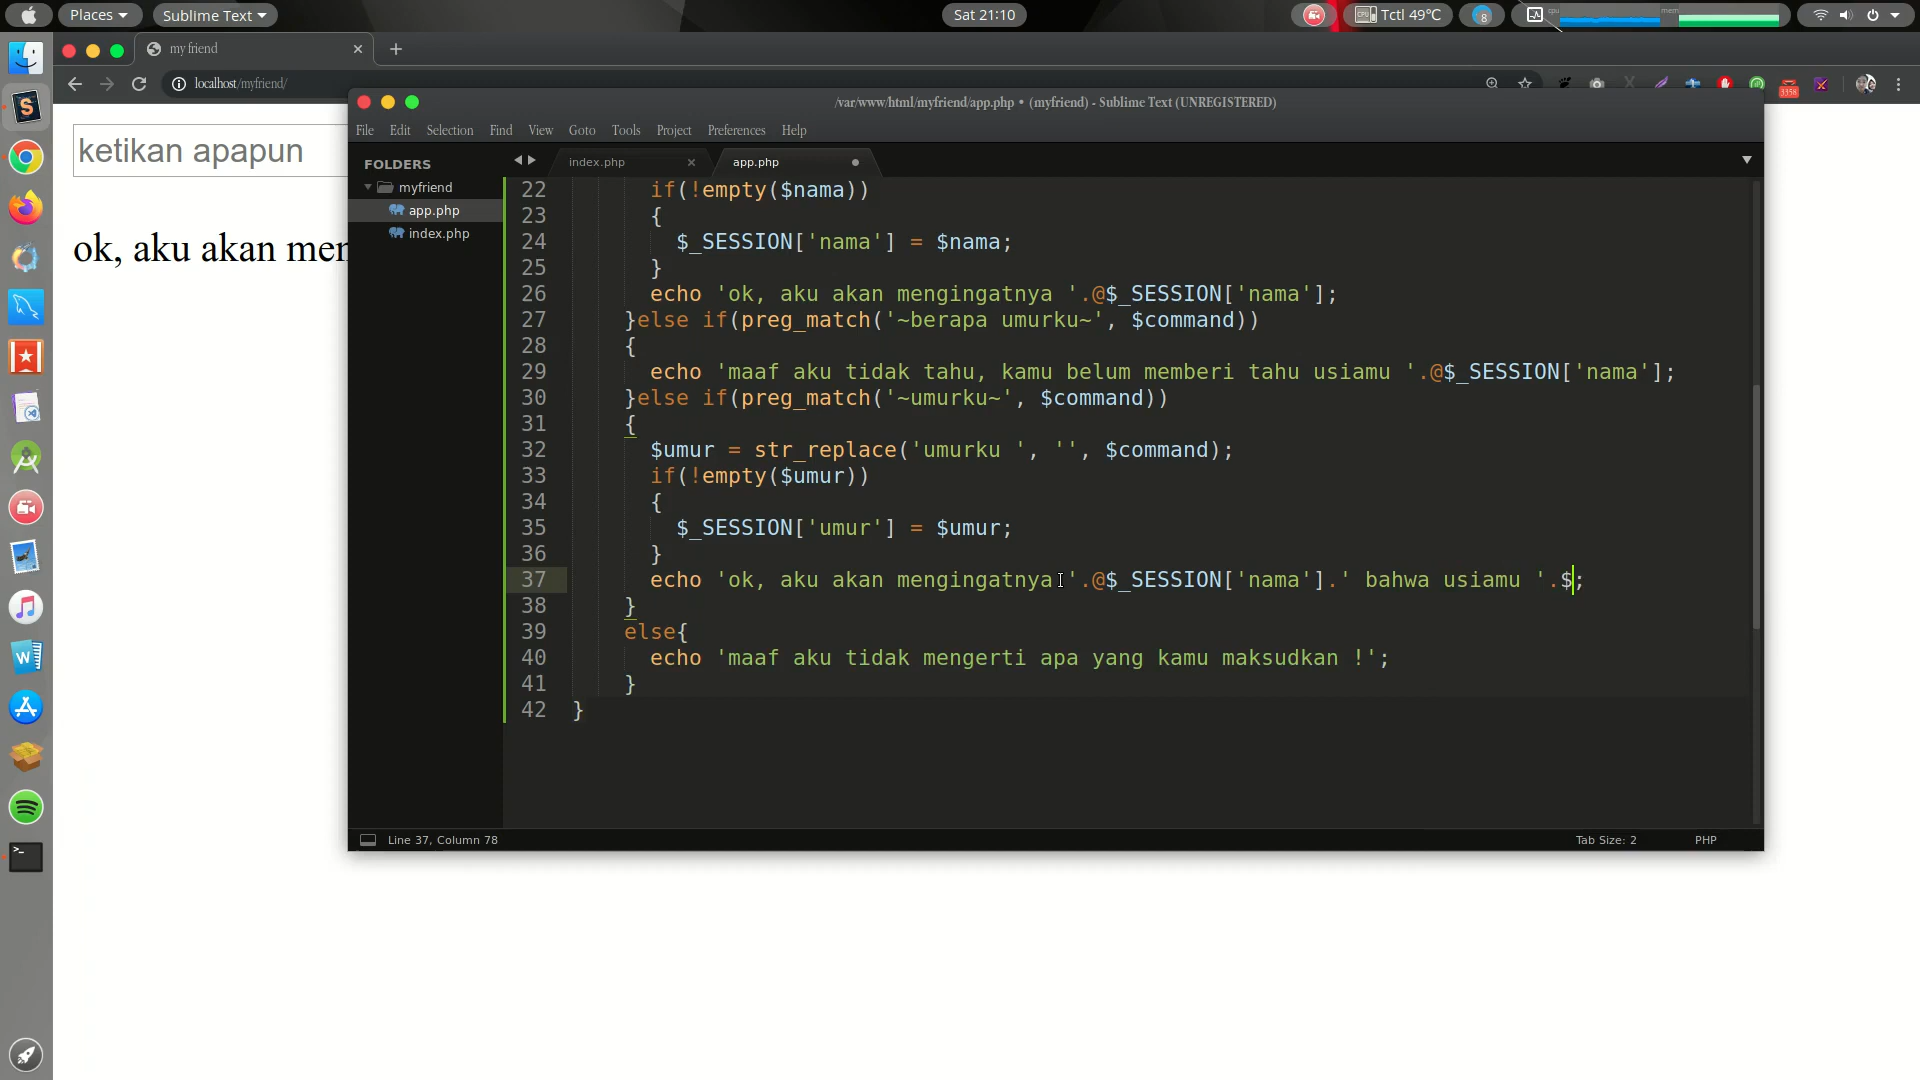 Places
Sublime Text
Sat 21:10
Tctl 49°C
8
cpu
mem
my friend
localhost/myfriend/
3358
/var/www/html/myfriend/app.php • (myfriend) - Sublime Text (UNREGISTERED)
File Edit Selection Find View Goto Tools Project Preferences Help
ketikan apapun
ok, aku akan men
FOLDERS
myfriend
app.php
index.php
index.php
app.php
22 if(!empty($nama))
23 {
24 $_SESSION['nama'] = $nama;
25 }
26 echo 'ok, aku akan mengingatnya '.@$_SESSION['nama'];
27 }else if(preg_match('~berapa umurku~', $command))
28 {
29 echo 'maaf aku tidak tahu, kamu belum memberi tahu usiamu '.@$_SESSION['nama'];
30 }else if(preg_match('~umurku~', $command))
31 {
32 $umur = str_replace('umurku ', '', $command);
33 if(!empty($umur))
34 {
35 $_SESSION['umur'] = $umur;
36 }
37 echo 'ok, aku akan mengingatnya '.@$_SESSION['nama'].' bahwa usiamu '.$;
38 }
39 else{
40 echo 'maaf aku tidak mengerti apa yang kamu maksudkan !';
41 }
42 }
Line 37, Column 78
Tab Size: 2
PHP